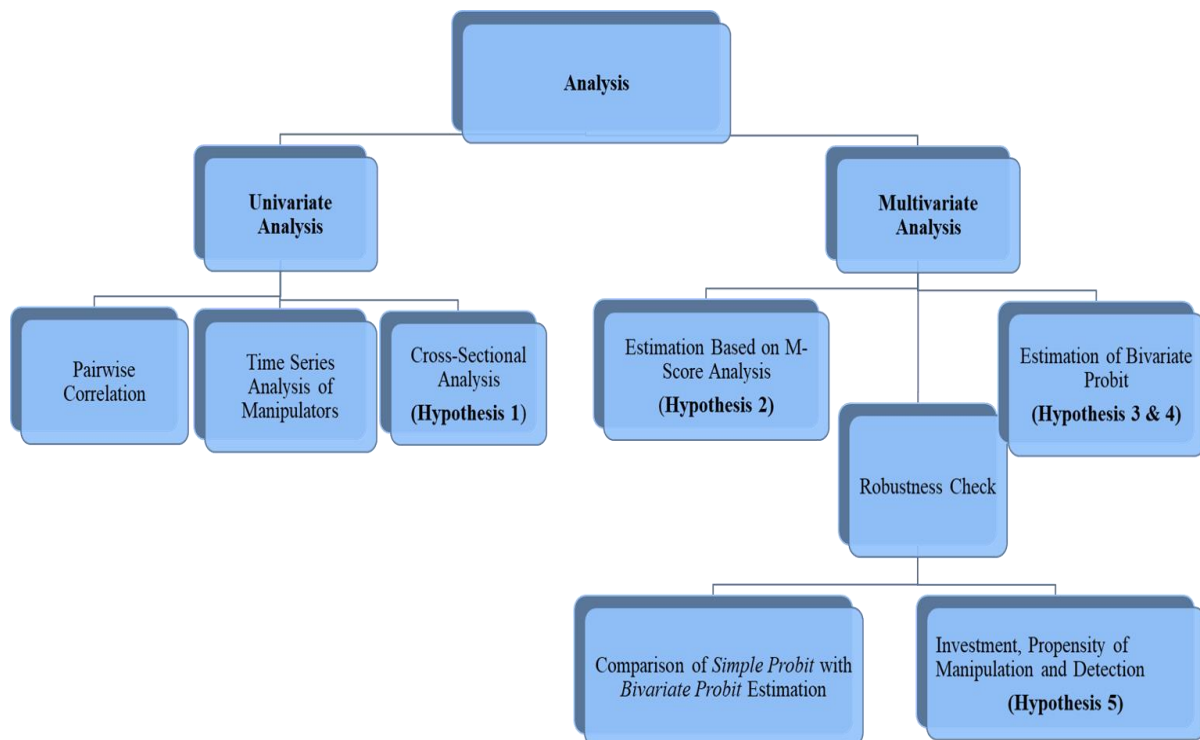 Analysis
Univariate
Analysis
Multivariate
Analysis
Pairwise
Correlation
Time Series
Analysis of
Manipulators
Cross-Sectional
Analysis
(Hypothesis 1)
Estimation Based on M-
Score Analysis
(Hypothesis 2)
Estimation of Bivariate
Probit
(Hypothesis 3 & 4)
Robustness Check
Comparison of Simple Probit with
Bivariate Probit Estimation
Investment, Propensity of
Manipulation and Detection
(Hypothesis 5)